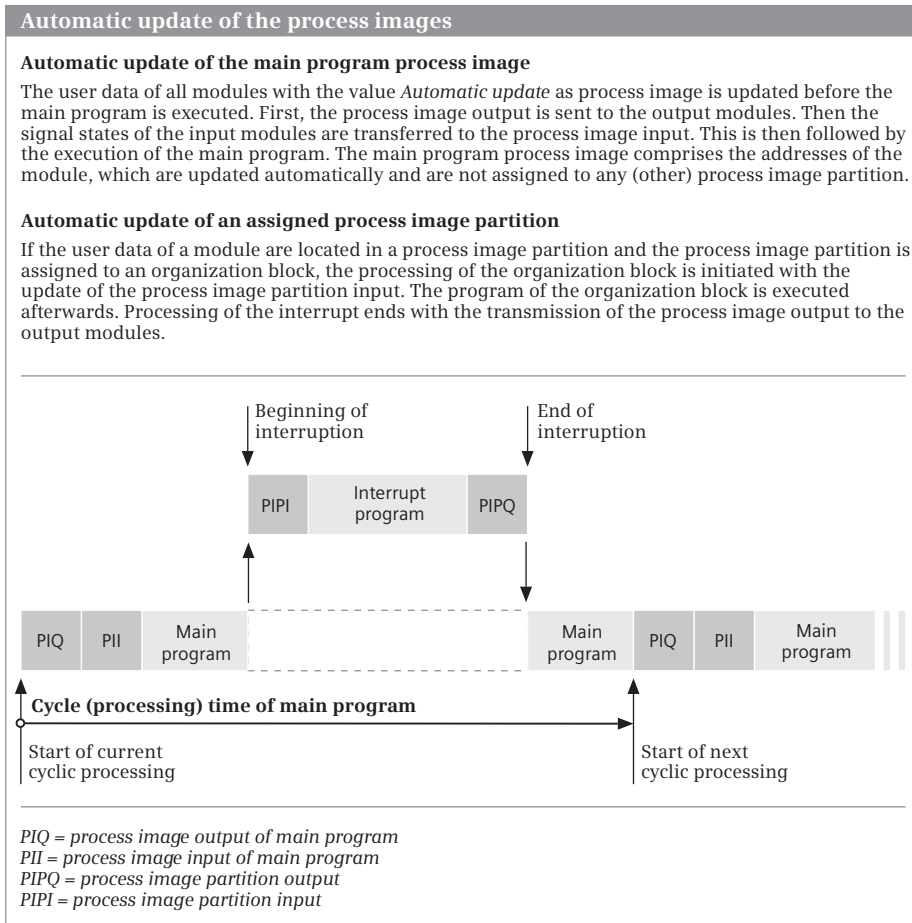 Automatic update of the process images
Automatic update of the main program process image
The user data of all modules with the value Automatic update as process image is updated before the
main program is executed. First, the process image output is sent to the output modules. Then the
signal states of the input modules are transferred to the process image input. This is then followed by
the execution of the main program. The main program process image comprises the addresses of the
module, which are updated automatically and are not assigned to any (other) process image partition.
Automatic update of an assigned process image partition
If the user data of a module are located in a process image partition and the process image partition is
assigned to an organization block, the processing of the organization block is initiated with the
update of the process image partition input. The program of the organization block is executed
afterwards. Processing of the interrupt ends with the transmission of the process image output to the
output modules.
Beginning of
interruption
End of
interruption
PIPI
Interrupt
program
PIPQ
PIQ
PII
Main
program
Main
program
PIQ
PII
Main
program
Cycle (processing) time of main program
Start of current
cyclic processing
Start of next
cyclic processing
PIQ = process image output of main program
PII = process image input of main program
PIPQ = process image partition output
PIPI = process image partition input